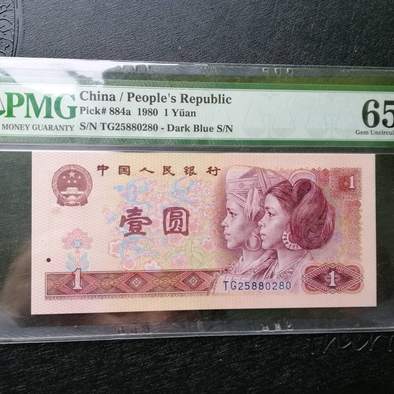 PMG
MONEY GUARANTY
China / People's Republic
Pick# 884a 1980 1 Yüan
S/N TG25880280 - Dark Blue S/N
65
Gem Uncircul
中国人民银行
1
壹圆
TG25880280
1
1